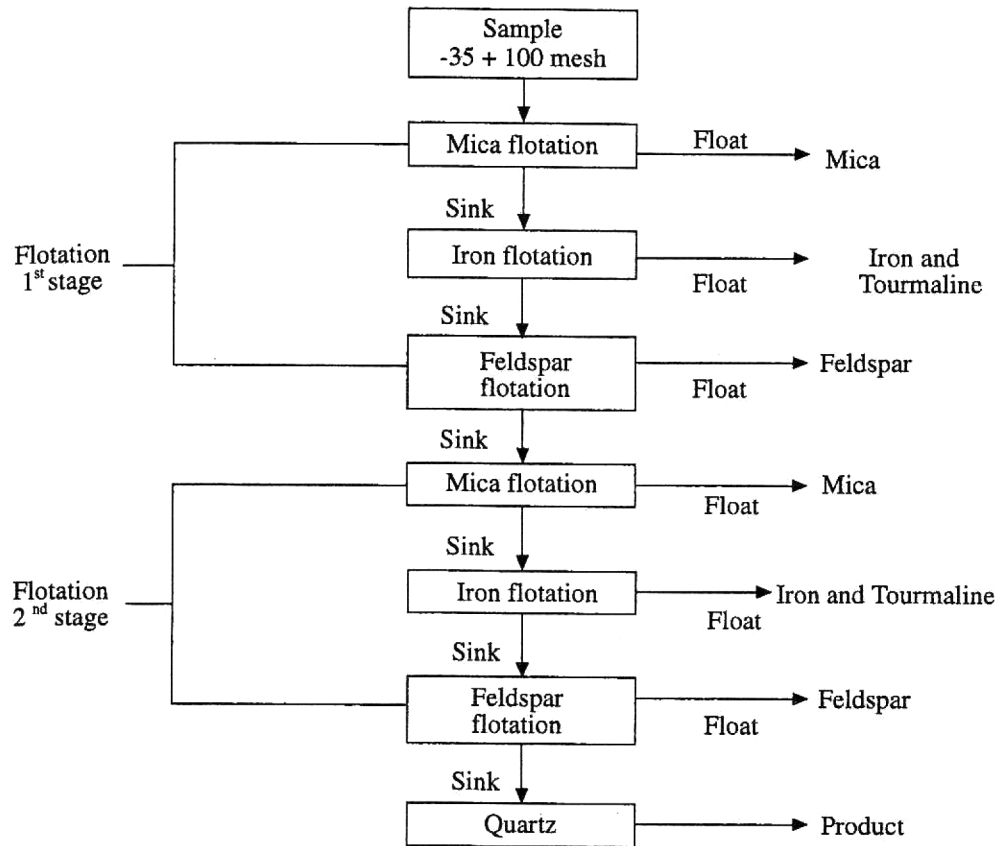 Sample
-35 + 100 mesh
Mica flotation
Float
Mica
Sink
Flotation
1st stage
Iron flotation
Float
Iron and
Tourmaline
Sink
Feldspar
flotation
Float
Feldspar
Sink
Mica flotation
Float
Mica
Sink
Flotation
2 nd stage
Iron flotation
Float
Iron and Tourmaline
Sink
Feldspar
flotation
Float
Feldspar
Sink
Quartz
Product